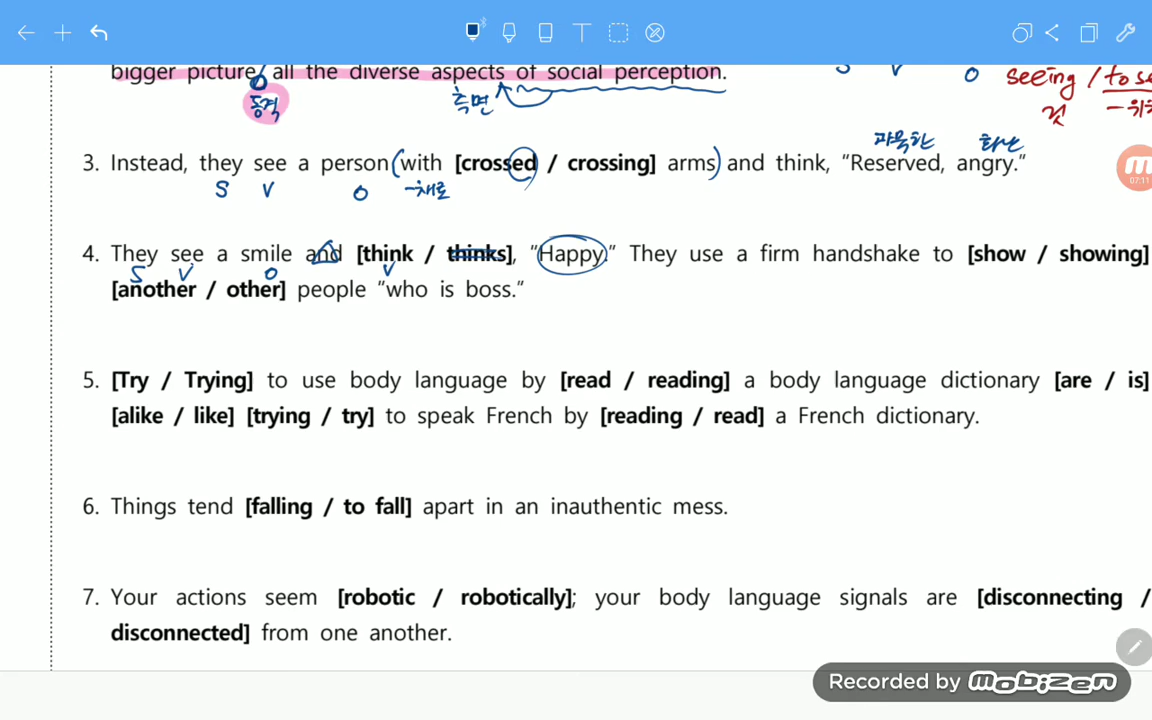 bigger picture, all the diverse aspects of social perception.
S V O seeing / to se
동격 측면 것
과묵한 화난
3. Instead, they see a person (with [crossed / crossing] arms) and think, "Reserved, angry."
S V O ~채로
4. They see a smile and [think / thinks], "Happy." They use a firm handshake to [show / showing]
S V O V
[another / other] people "who is boss."
5. [Try / Trying] to use body language by [read / reading] a body language dictionary [are / is]
[alike / like] [trying / try] to speak French by [reading / read] a French dictionary.
6. Things tend [falling / to fall] apart in an inauthentic mess.
7. Your actions seem [robotic / robotically]; your body language signals are [disconnecting /
disconnected] from one another.
07:11
Recorded by mobizen